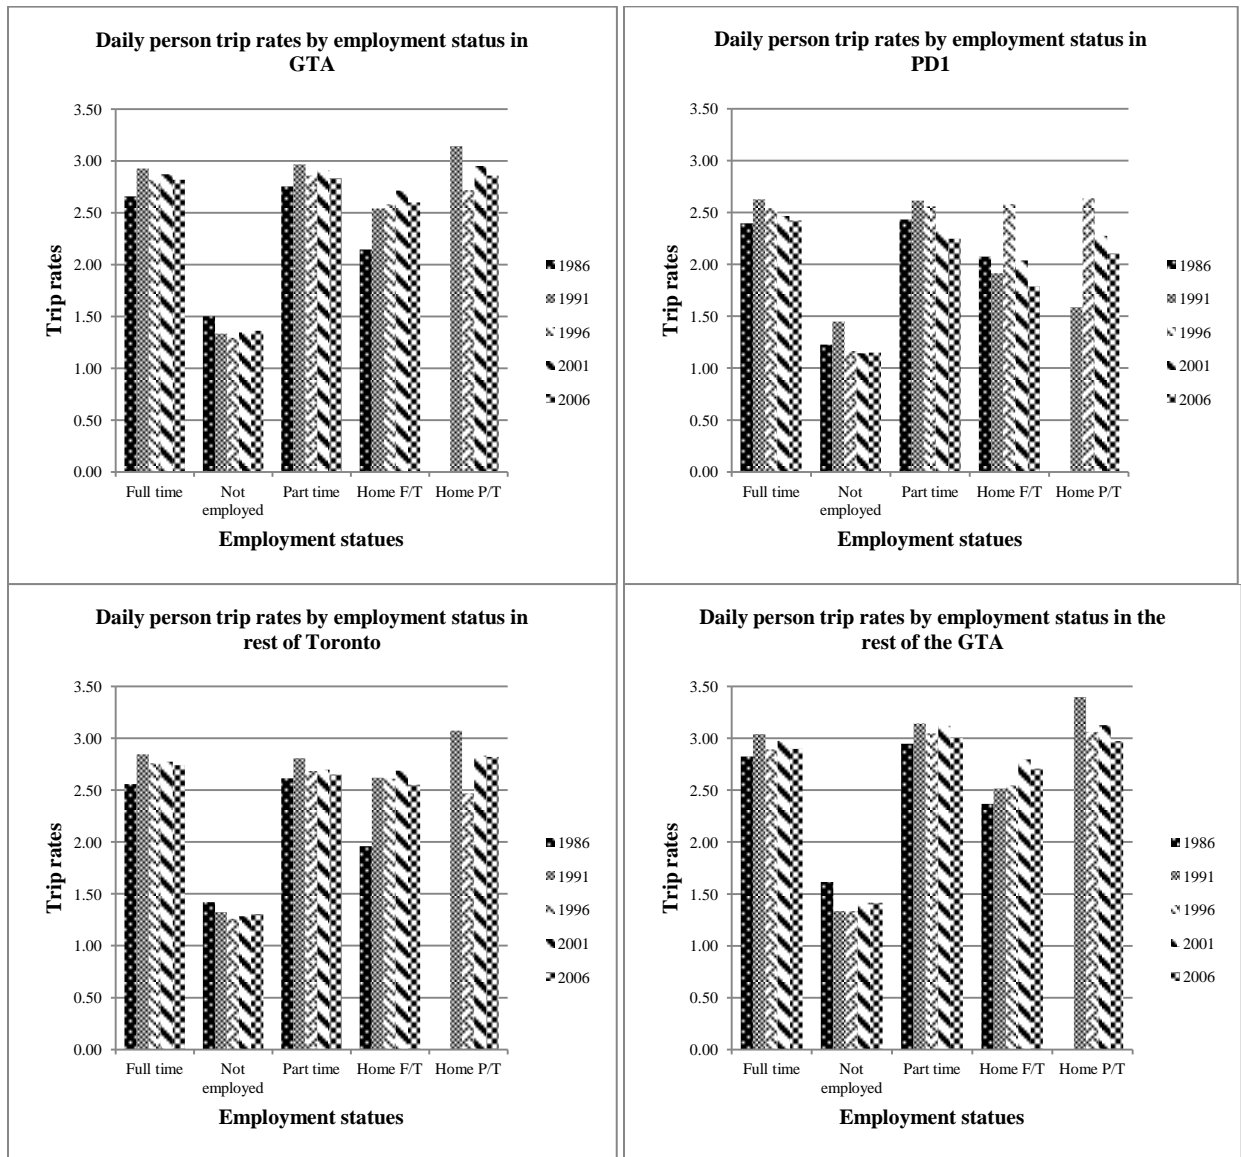 Daily person trip rates by employment status in
GTA
3.50
3.00
2.50
2.00
1.50
1.00
0.50
0.00
Trip rates
Full time
Not
employed
Part time
Home F/T
Home P/T
Employment statues
1986
1991
1996
2001
2006
Daily person trip rates by employment status in
PD1
3.50
3.00
2.50
2.00
1.50
1.00
0.50
0.00
Trip rates
Full time
Not
employed
Part time
Home F/T
Home P/T
Employment statues
1986
1991
1996
2001
2006
Daily person trip rates by employment status in
rest of Toronto
3.50
3.00
2.50
2.00
1.50
1.00
0.50
0.00
Trip rates
Full time
Not
employed
Part time
Home F/T
Home P/T
Employment statues
1986
1991
1996
2001
2006
Daily person trip rates by employment status in the
rest of the GTA
3.50
3.00
2.50
2.00
1.50
1.00
0.50
0.00
Trip rates
Full time
Not
employed
Part time
Home F/T
Home P/T
Employment statues
1986
1991
1996
2001
2006